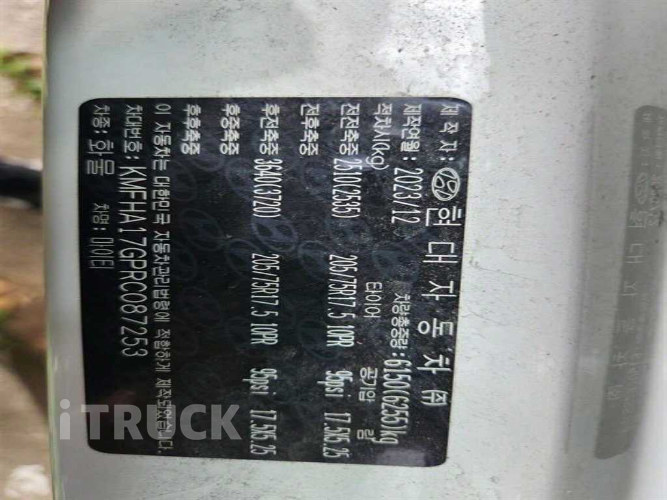 제작자: 현대자동차㈜
제작연월: 2023/12 차량총중량: 6150(6255)kg
적차시(kg) 타이어 공기압 림
전전축중 2510(2535) 205/75R17.5 10PR 95psi 17.5X5.25
전후축중
후전축중 3640(3720) 205/75R17.5 10PR 95psi 17.5X5.25
후중축중
후후축중
이 자동차는 대한민국 자동차관리법령에 적합하게 제작되었습니다.
차대번호: KMFHA17GPRC087253
차종: 화물 차명: 마이티
iTRUCK